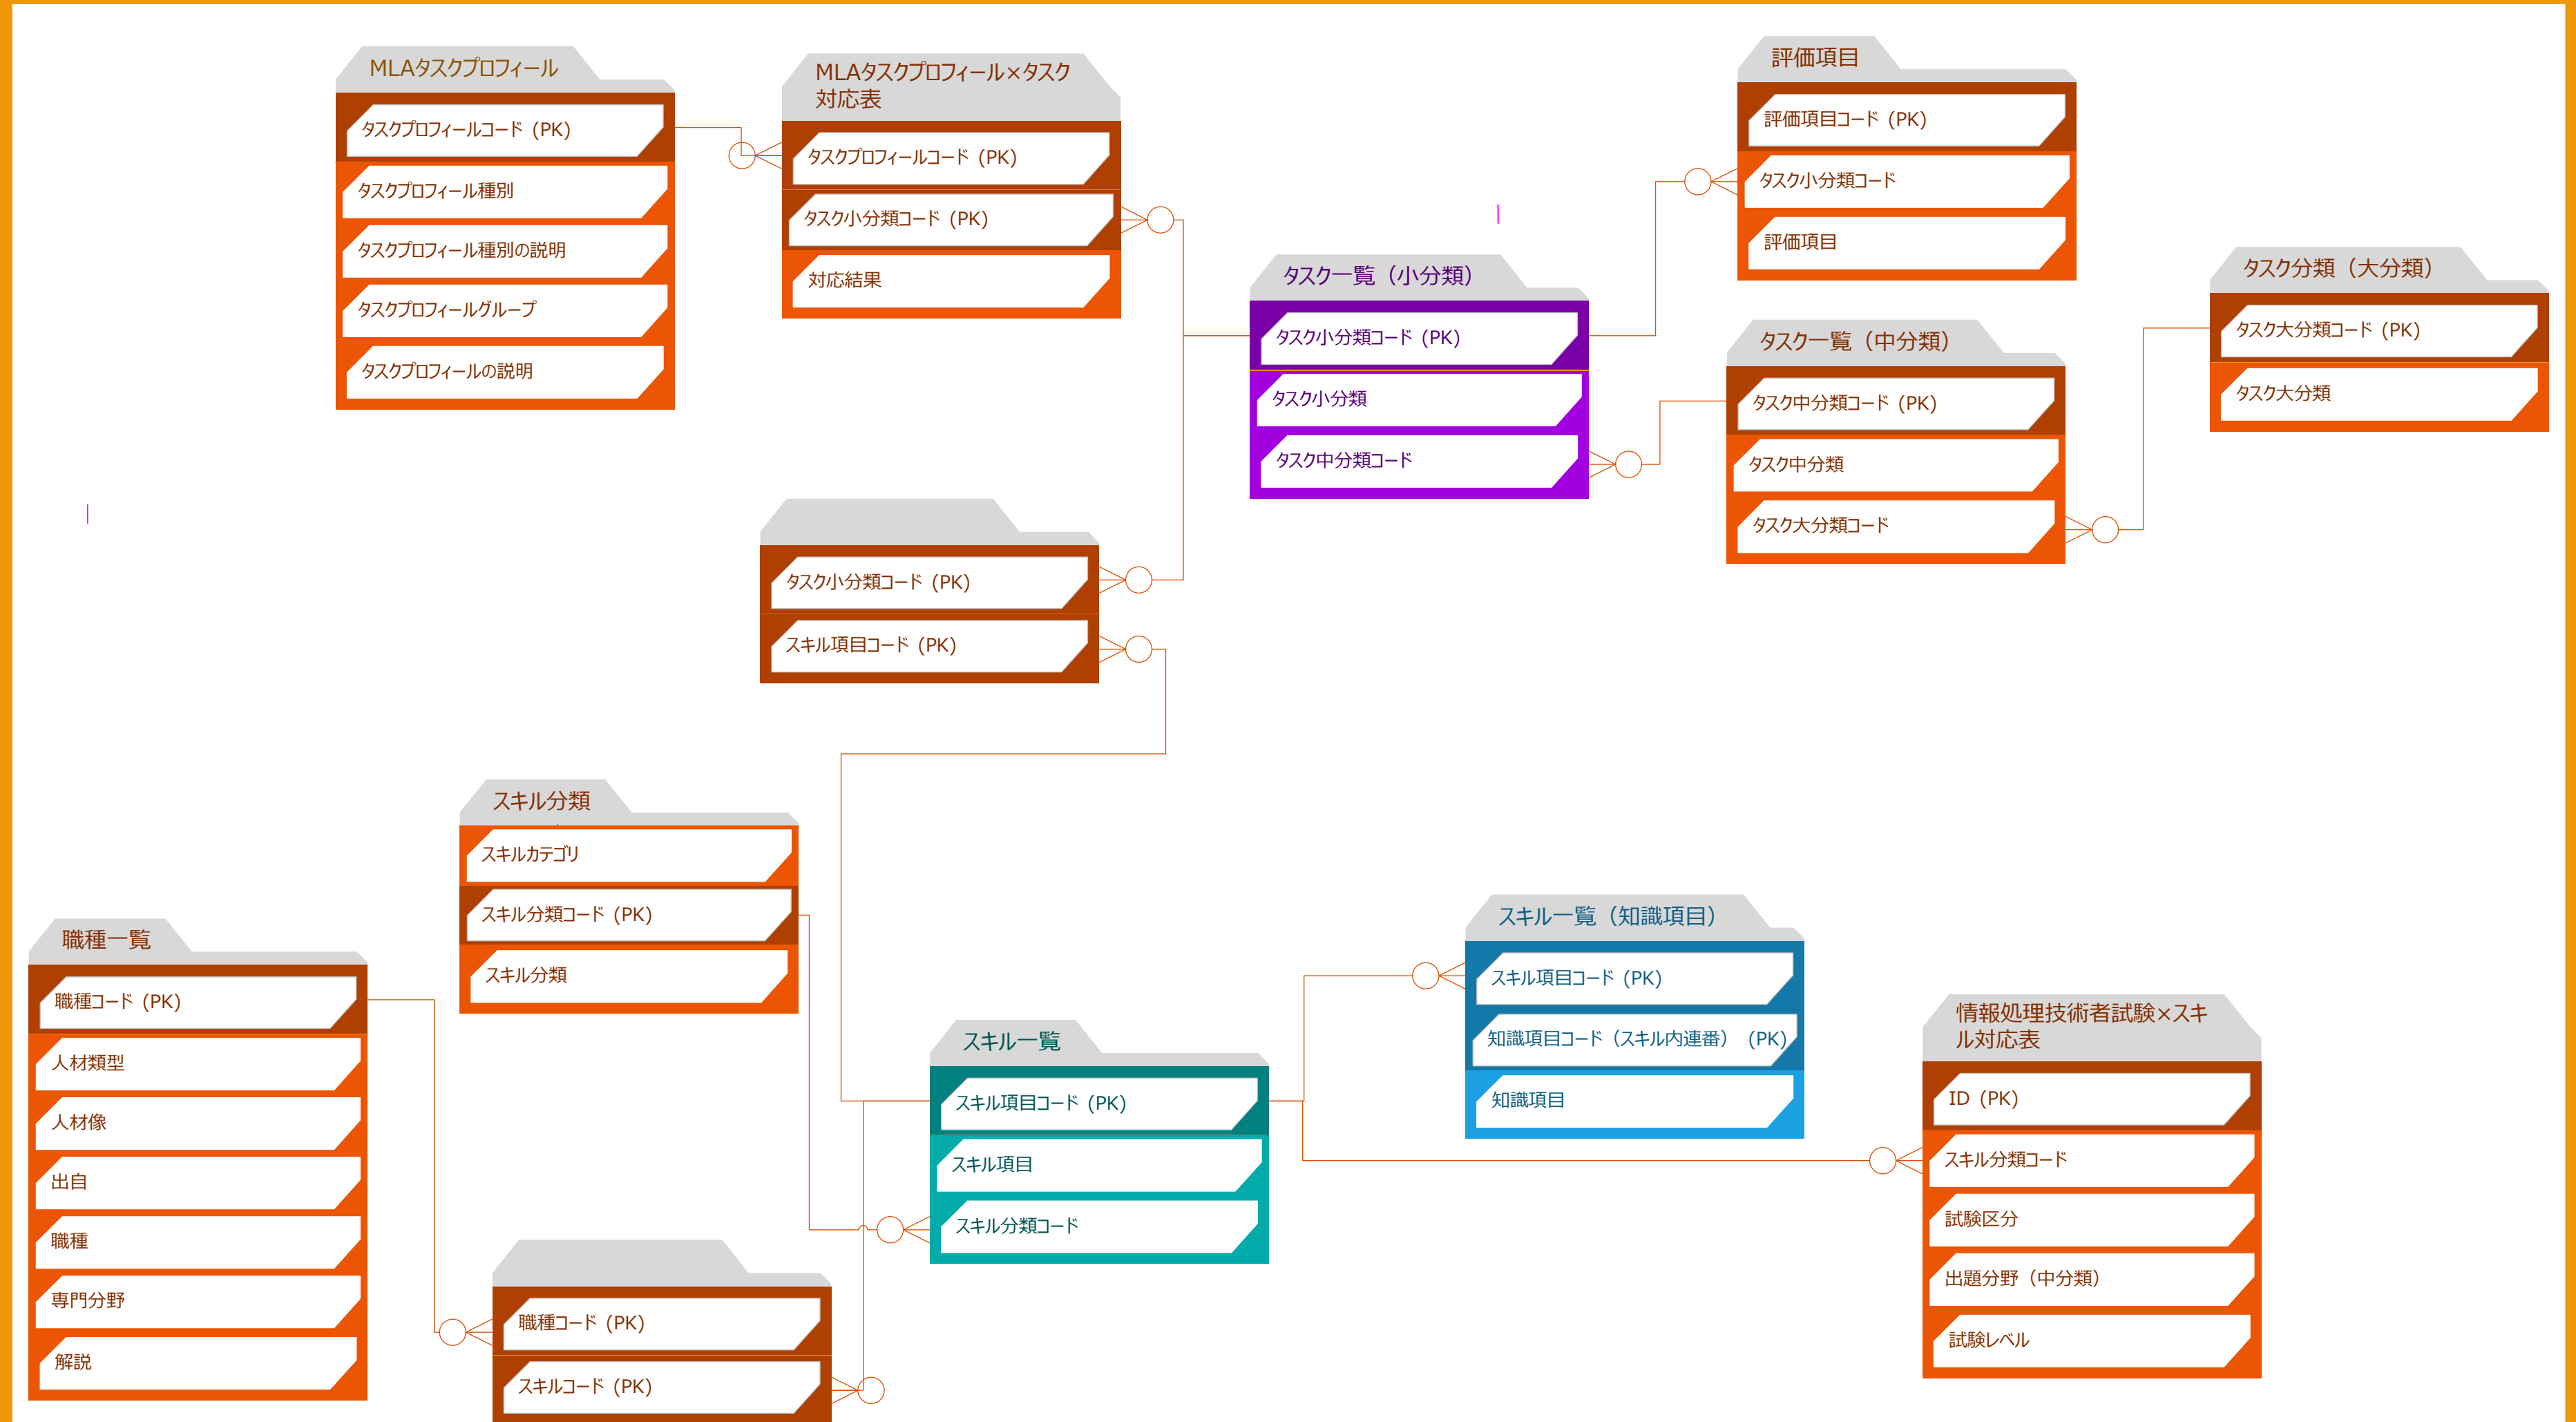 MLAタスクプロフィール
タスクプロフィールコード (PK)
タスクプロフィール種別
タスクプロフィール種別の説明
タスクプロフィールグループ
タスクプロフィールの説明
MLAタスクプロフィール×タスク
対応表
タスクプロフィールコード (PK)
タスク小分類コード (PK)
対応結果
タスク一覧（小分類）
タスク小分類コード (PK)
タスク小分類
タスク中分類コード
評価項目
評価項目コード (PK)
タスク小分類コード
評価項目
タスク一覧（中分類）
タスク中分類コード (PK)
タスク中分類
タスク大分類コード
タスク分類（大分類）
タスク大分類コード (PK)
タスク大分類
タスク小分類コード (PK)
スキル項目コード (PK)
スキル分類
スキルカテゴリ
スキル分類コード (PK)
スキル分類
職種一覧
職種コード (PK)
人材類型
人材像
出自
職種
専門分野
解説
職種コード (PK)
スキルコード (PK)
スキル一覧
スキル項目コード (PK)
スキル項目
スキル分類コード
スキル一覧（知識項目）
スキル項目コード (PK)
知識項目コード（スキル内連番） (PK)
知識項目
情報処理技術者試験×スキ
ル対応表
ID (PK)
スキル分類コード
試験区分
出題分野（中分類）
試験レベル